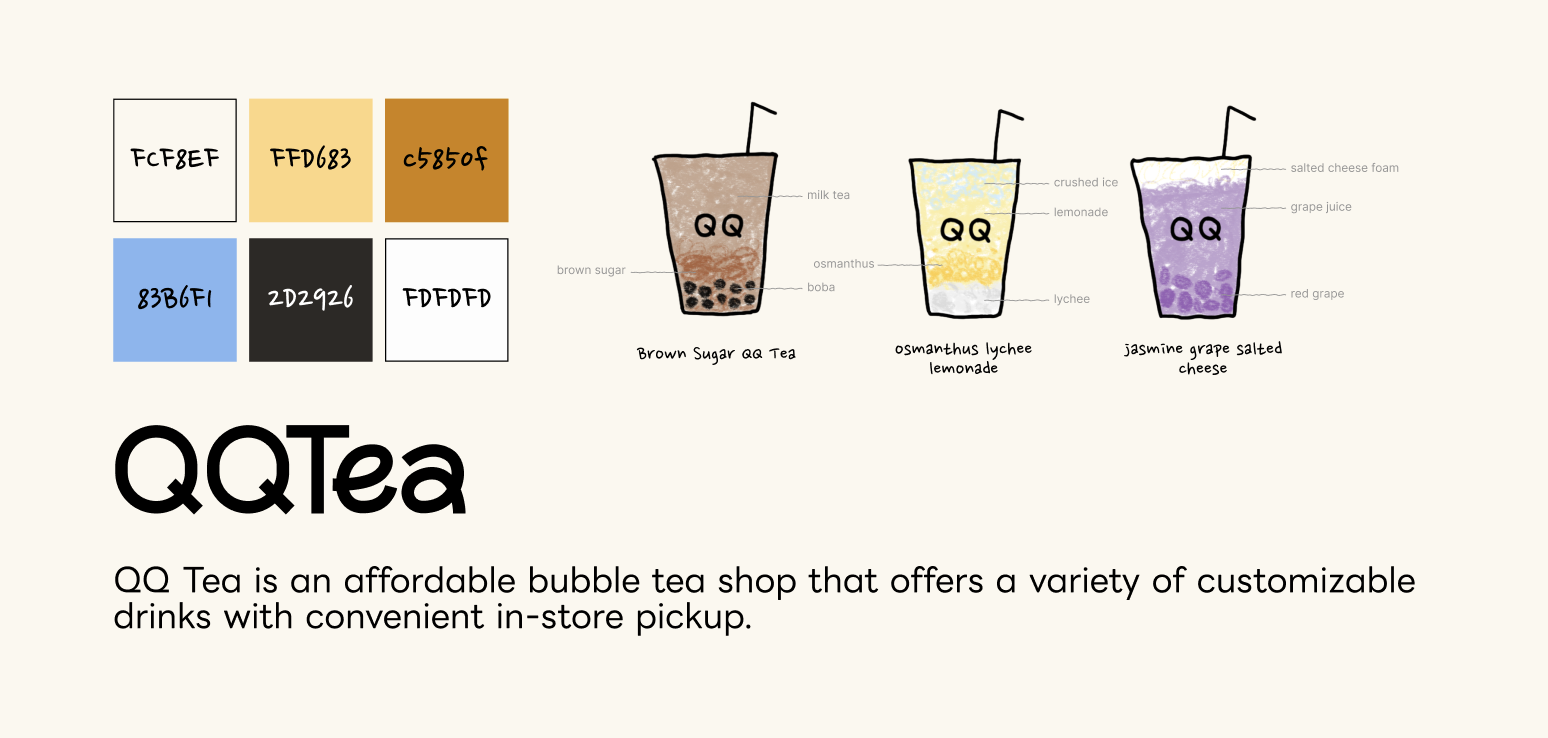 FCF8EF
FFD683
c5850f
83B6F1
2D2926
FDFDFD
milk tea
QQ
brown sugar
boba
Brown Sugar QQ Tea
crushed ice
lemonade
QQ
osmanthus
lychee
osmanthus lychee
lemonade
salted cheese foam
grape juice
QQ
red grape
jasmine grape salted
cheese
QQTea
QQ Tea is an affordable bubble tea shop that offers a variety of customizable
drinks with convenient in-store pickup.